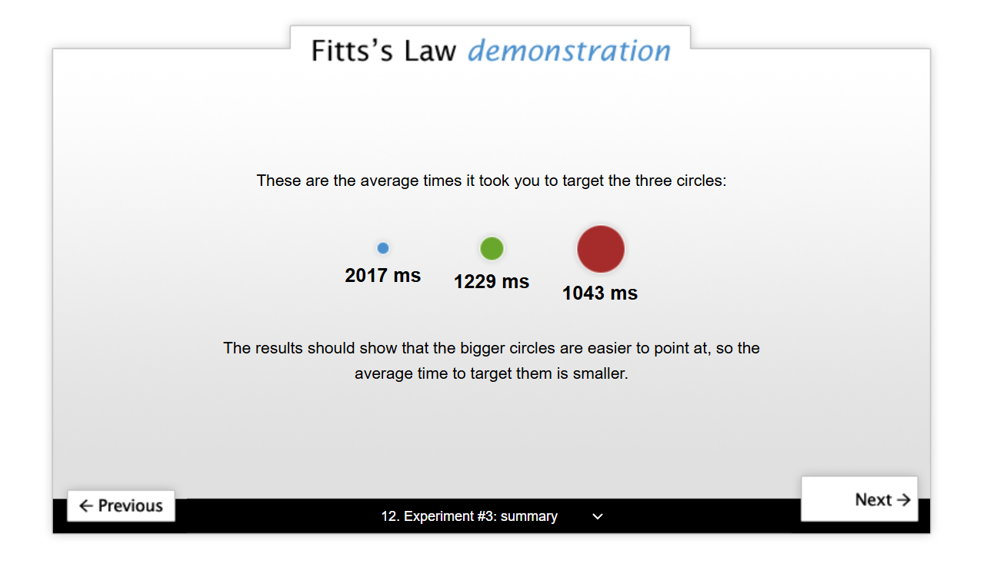 Fitts's Law demonstration
These are the average times it took you to target the three circles:
2017 ms
1229 ms
1043 ms
The results should show that the bigger circles are easier to point at, so the
average time to target them is smaller.
← Previous
12. Experiment #3: summary
Next →